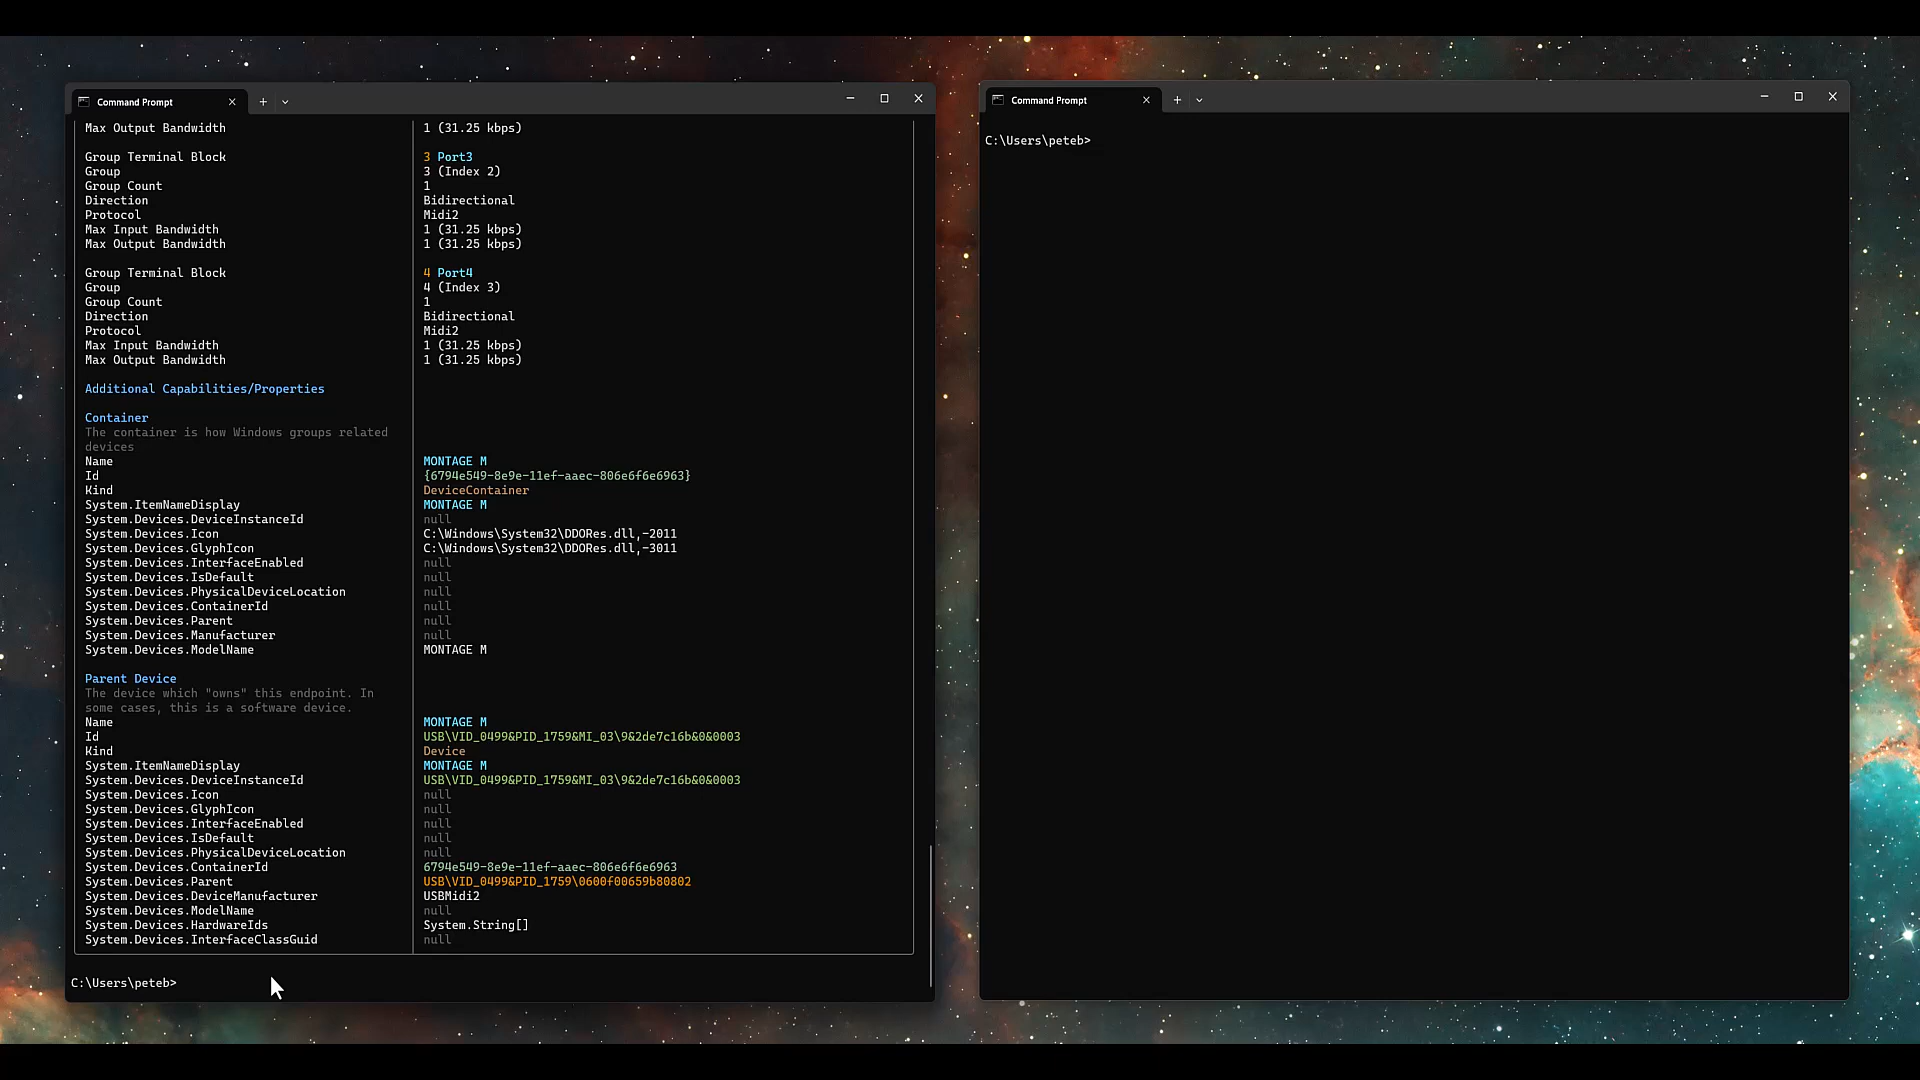 Command Prompt
Max Output Bandwidth 1 (31.25 kbps)
Group Terminal Block 3 Port3
Group 3 (Index 2)
Group Count 1
Direction Bidirectional
Protocol Midi2
Max Input Bandwidth 1 (31.25 kbps)
Max Output Bandwidth 1 (31.25 kbps)
Group Terminal Block 4 Port4
Group 4 (Index 3)
Group Count 1
Direction Bidirectional
Protocol Midi2
Max Input Bandwidth 1 (31.25 kbps)
Max Output Bandwidth 1 (31.25 kbps)
Additional Capabilities/Properties
Container
The container is how Windows groups related
devices
Name MONTAGE M
Id {6794e549-8e9e-11ef-aaec-806e6f6e6963}
Kind DeviceContainer
System.ItemNameDisplay MONTAGE M
System.Devices.DeviceInstanceId null
System.Devices.Icon C:\Windows\System32\DDORes.dll,-2011
System.Devices.GlyphIcon C:\Windows\System32\DDORes.dll,-3011
System.Devices.InterfaceEnabled null
System.Devices.IsDefault null
System.Devices.PhysicalDeviceLocation null
System.Devices.ContainerId null
System.Devices.Parent null
System.Devices.Manufacturer null
System.Devices.ModelName MONTAGE M
Parent Device
The device which "owns" this endpoint. In
some cases, this is a software device.
Name MONTAGE M
Id USB\VID_0499&PID_1759&MI_03\9&2de7c16b&0&0003
Kind Device
System.ItemNameDisplay MONTAGE M
System.Devices.DeviceInstanceId USB\VID_0499&PID_1759&MI_03\9&2de7c16b&0&0003
System.Devices.Icon null
System.Devices.GlyphIcon null
System.Devices.InterfaceEnabled null
System.Devices.IsDefault null
System.Devices.PhysicalDeviceLocation null
System.Devices.ContainerId 6794e549-8e9e-11ef-aaec-806e6f6e6963
System.Devices.Parent USB\VID_0499&PID_1759\0600f00659b80802
System.Devices.DeviceManufacturer USBMidi2
System.Devices.ModelName null
System.Devices.HardwareIds System.String[]
System.Devices.InterfaceClassGuid null
C:\Users\peteb>
Command Prompt
C:\Users\peteb>